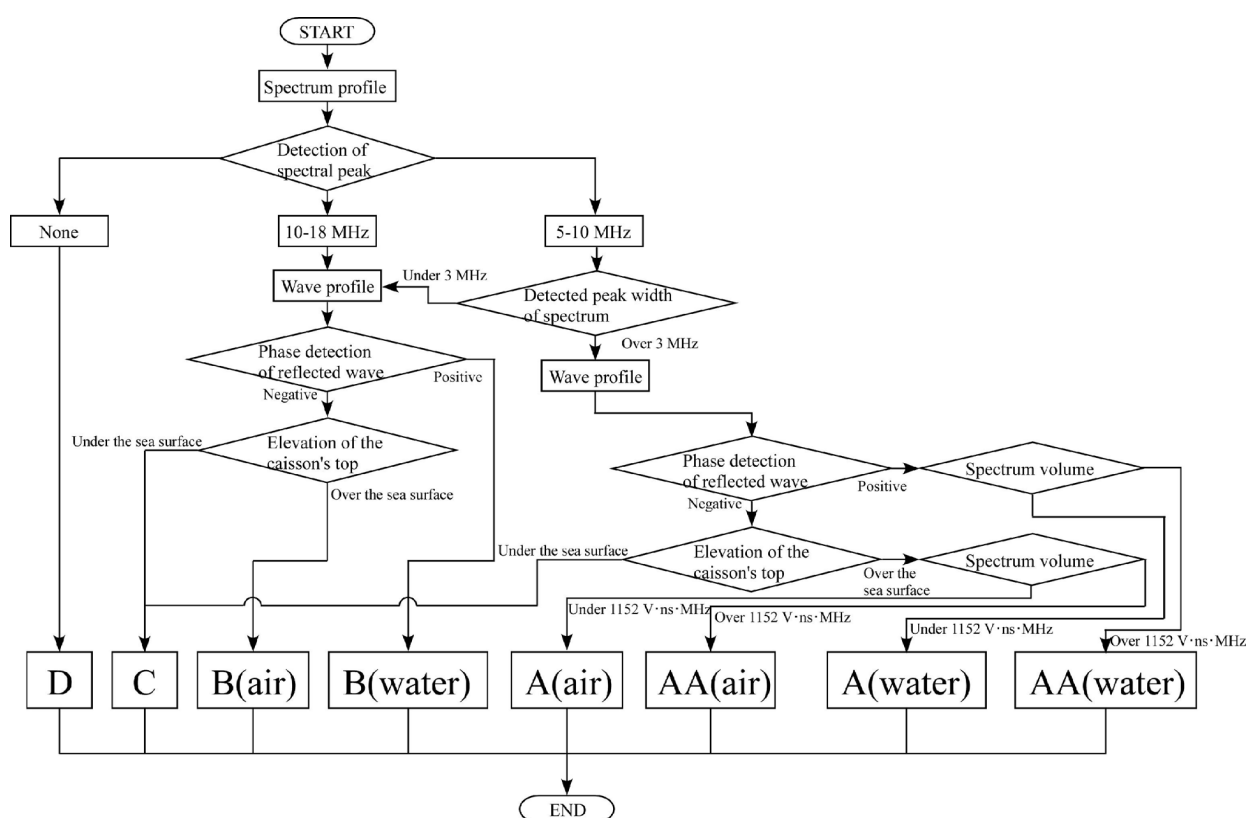 START
Spectrum profile
Detection of
spectral peak
None
10-18 MHz
5-10 MHz
Under 3 MHz
Wave profile
Detected peak width
of spectrum
Over 3 MHz
Phase detection
of reflected wave
Positive
Negative
Wave profile
Under the sea surface
Elevation of the
caisson's top
Over the sea surface
Phase detection
of reflected wave
Positive
Negative
Spectrum volume
Under the sea surface
Elevation of the
caisson's top
Over the
sea surface
Spectrum volume
Under 1152 V·ns·MHz
Over 1152 V·ns·MHz
Under 1152 V·ns·MHz
Over 1152 V·ns·MHz
D
C
B(air)
B(water)
A(air)
AA(air)
A(water)
AA(water)
END